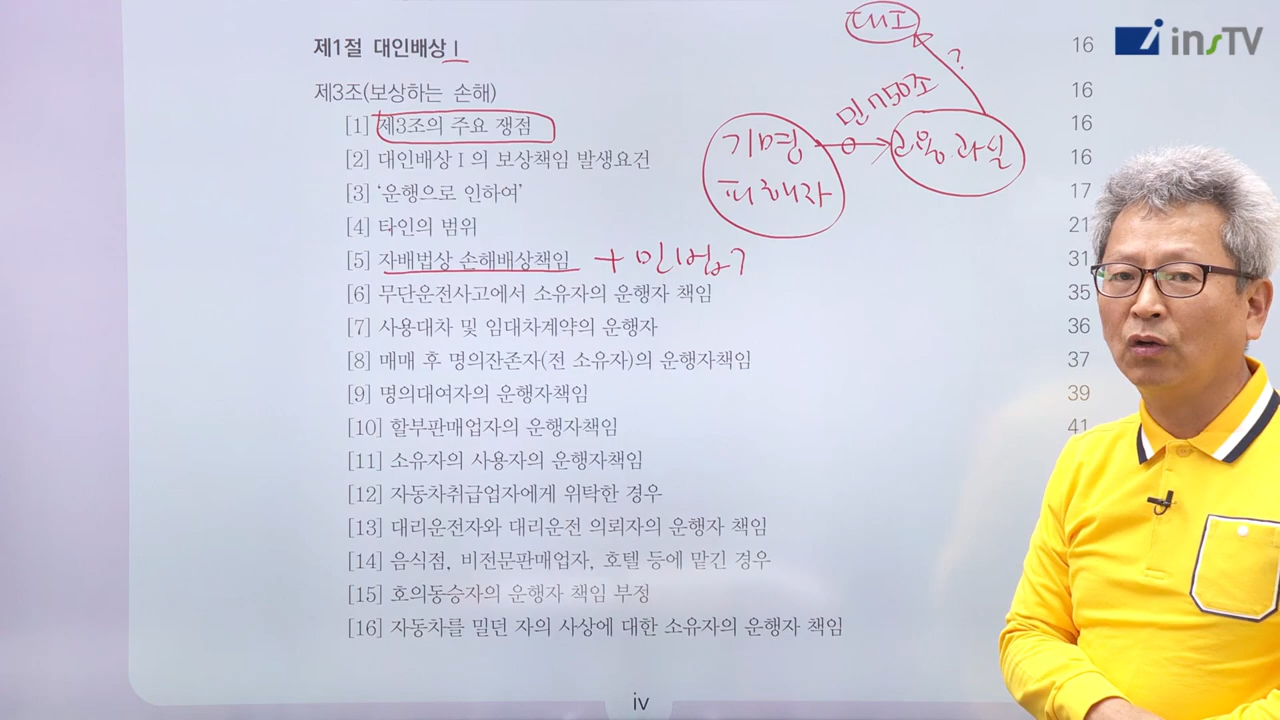 insTV
제1절 대인배상Ⅰ 16
제3조(보상하는 손해) 16
[1] 제3조의 주요 쟁점 16
[2] 대인배상Ⅰ의 보상책임 발생요건 16
[3] ‘운행으로 인하여’ 17
[4] 타인의 범위 21
[5] 자배법상 손해배상책임 31
[6] 무단운전사고에서 소유자의 운행자 책임 35
[7] 사용대차 및 임대차계약의 운행자 36
[8] 매매 후 명의잔존자(전 소유자)의 운행자책임 37
[9] 명의대여자의 운행자책임 39
[10] 할부판매업자의 운행자책임 41
[11] 소유자의 사용자의 운행자책임
[12] 자동차취급업자에게 위탁한 경우
[13] 대리운전자와 대리운전 의뢰자의 운행자 책임
[14] 음식점, 비전문판매업자, 호텔 등에 맡긴 경우
[15] 호의동승자의 운행자 책임 부정
[16] 자동차를 밀던 자의 사상에 대한 소유자의 운행자 책임
iv
대Ⅰ
?
민750조
기명
피해자
+ 민법?